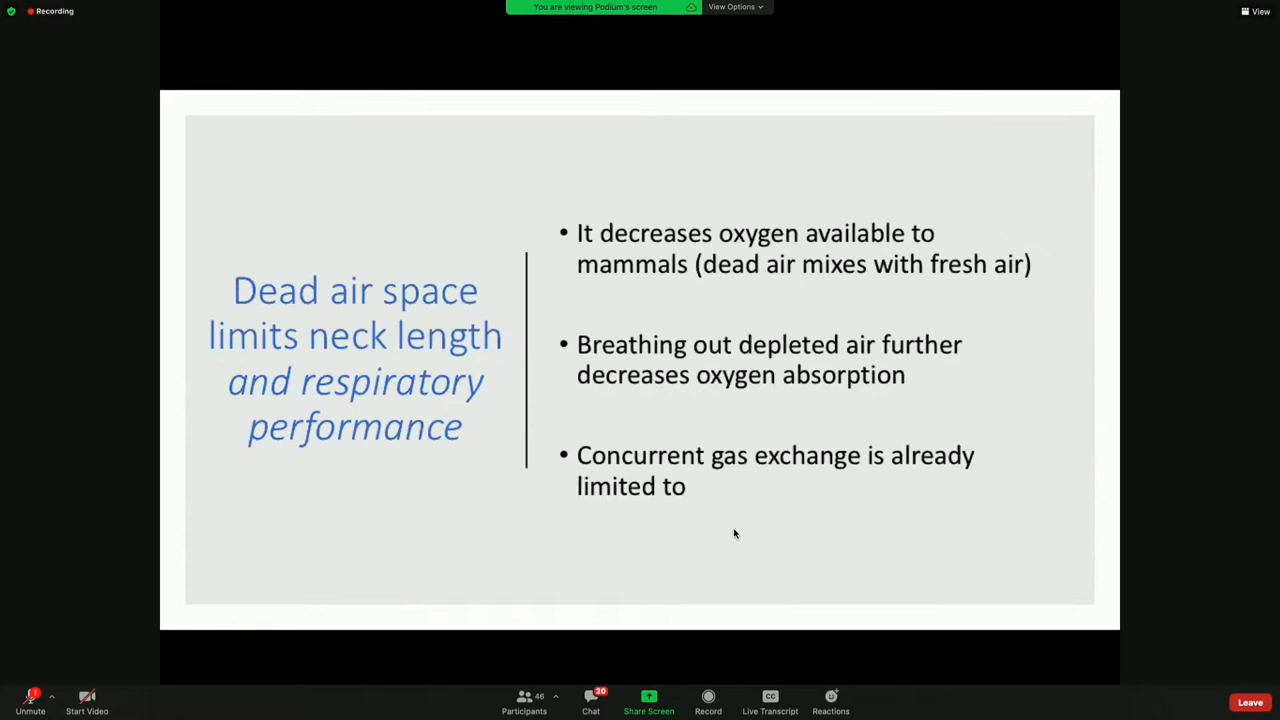 Recording
You are viewing Podium's screen
View Options
View
Dead air space
limits neck length
and respiratory
performance
• It decreases oxygen available to
mammals (dead air mixes with fresh air)
• Breathing out depleted air further
decreases oxygen absorption
• Concurrent gas exchange is already
limited to
Unmute
Start Video
46
Participants
20
Chat
Share Screen
Record
CC
Live Transcript
Reactions
Leave